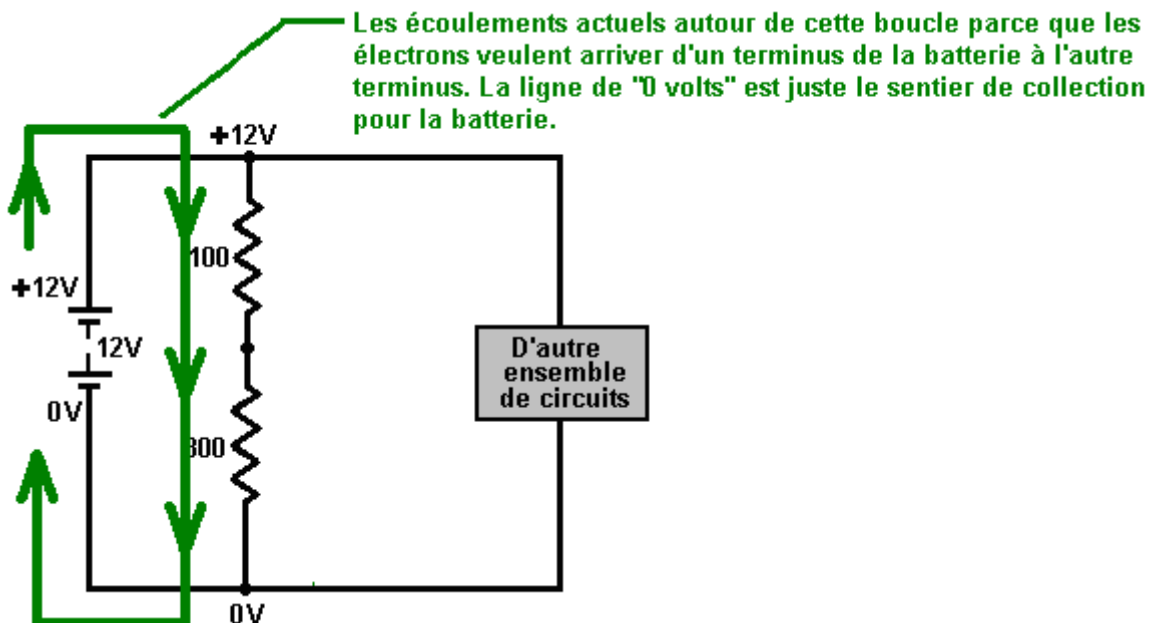 Les écoulements actuels autour de cette boucle parce que les
électrons veulent arriver d'un terminus de la batterie à l'autre
terminus. La ligne de "0 volts" est juste le sentier de collection
pour la batterie.
+12V
100
+12V
12V
D'autre
ensemble
de circuits
0V
0V